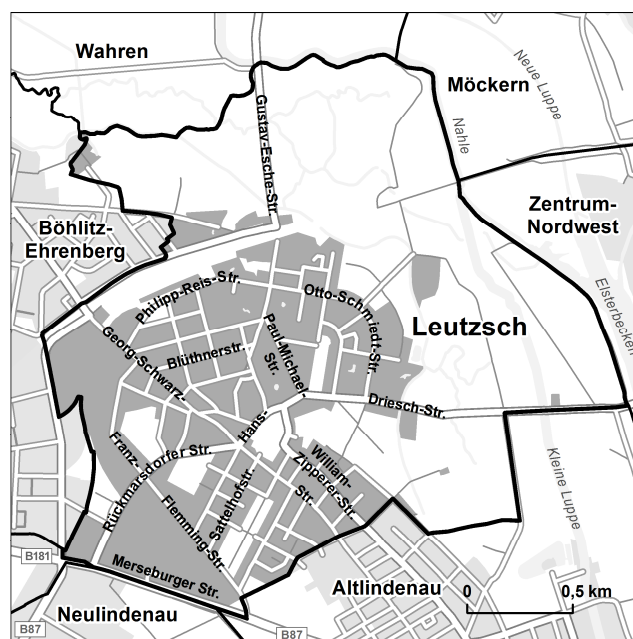 Wahren
Möckern
Neue Luppe
Nahle
Gustav-Esche-Str.
Zentrum-
Nordwest
Böhlitz-
Ehrenberg
Elsterbecken
Philipp-Reis-Str.
Otto-Schmiedt-Str.
Leutzsch
Georg-Schwarz-
Str.
Blüthnerstr.
Paul-Michael-
Str.
Hans-
Driesch-Str.
Franz-
Flemming-Str.
Rückmarsdorfer Str.
Sattelhofstr.
William-
Zipperer-Str.
Kleine Luppe
B181
Merseburger Str.
Altlindenau
0 0,5 km
Neulindenau
B87
B87